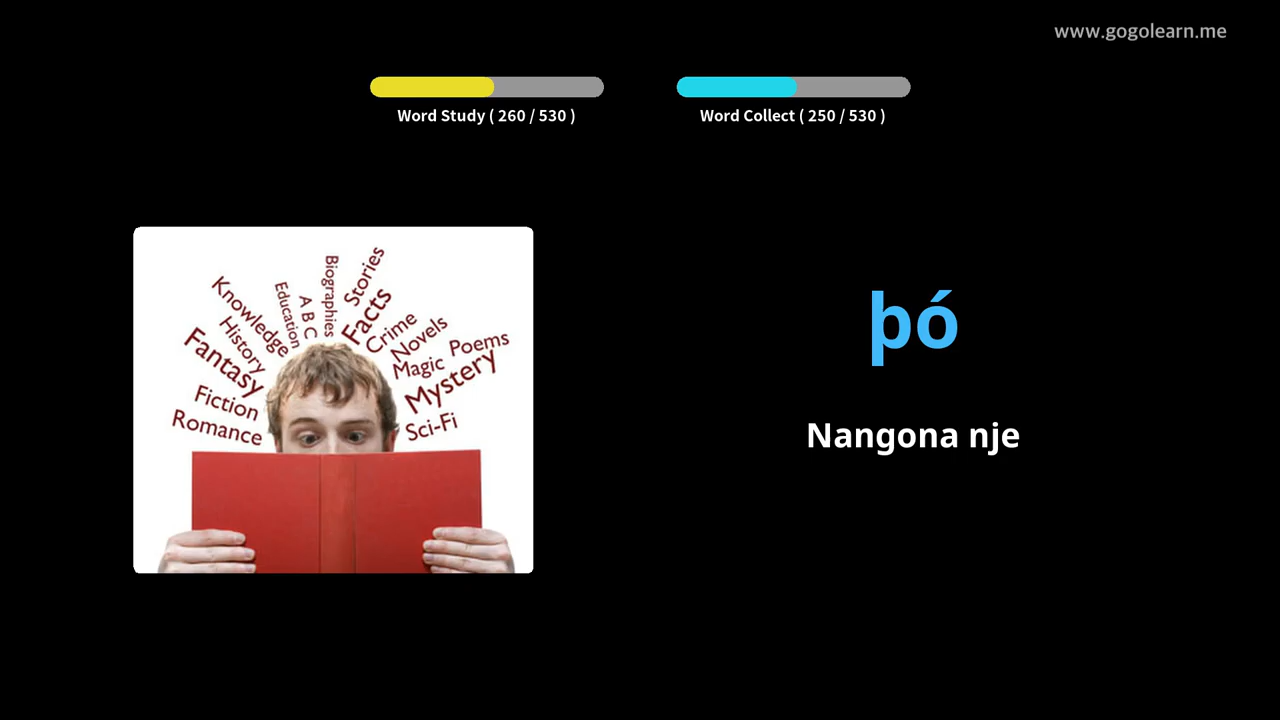 www.gogolearn.me
Word Study ( 260 / 530 )
Word Collect ( 250 / 530 )
Knowledge
Education
A B C
Biographies
Stories
Facts
History
Crime
Novels
Fantasy
Magic
Poems
Mystery
Fiction
Romance
Sci-Fi
þó
Nangona nje